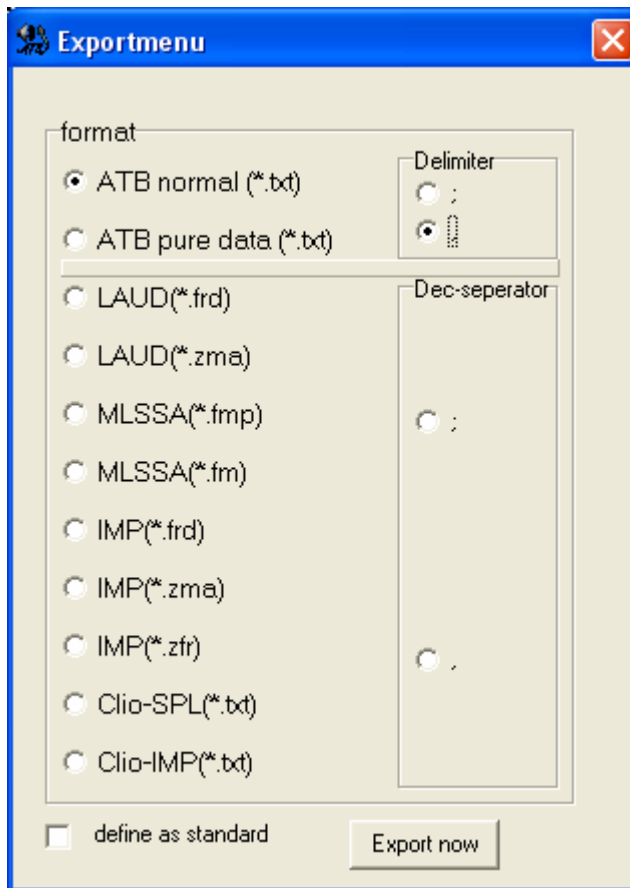 Exportmenu
format
ATB normal (*.txt)
ATB pure data (*.txt)
Delimiter
;
LAUD(*.frd)
LAUD(*.zma)
MLSSA(*.fmp)
MLSSA(*.fm)
IMP(*.frd)
IMP(*.zma)
IMP(*.zfr)
Clio-SPL(*.txt)
Clio-IMP(*.txt)
Dec-seperator
;
,
define as standard
Export now